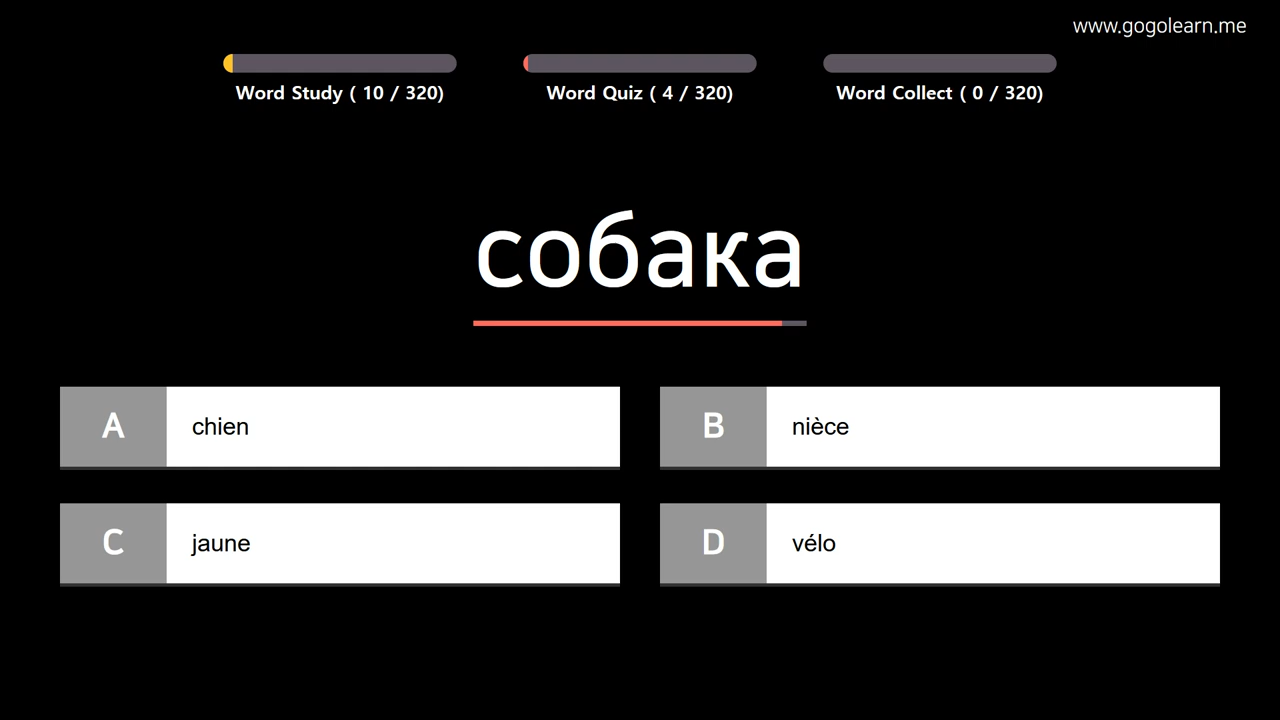 www.gogolearn.me
Word Study ( 10 / 320)
Word Quiz ( 4 / 320)
Word Collect ( 0 / 320)
собака
A chien
B nièce
C jaune
D vélo